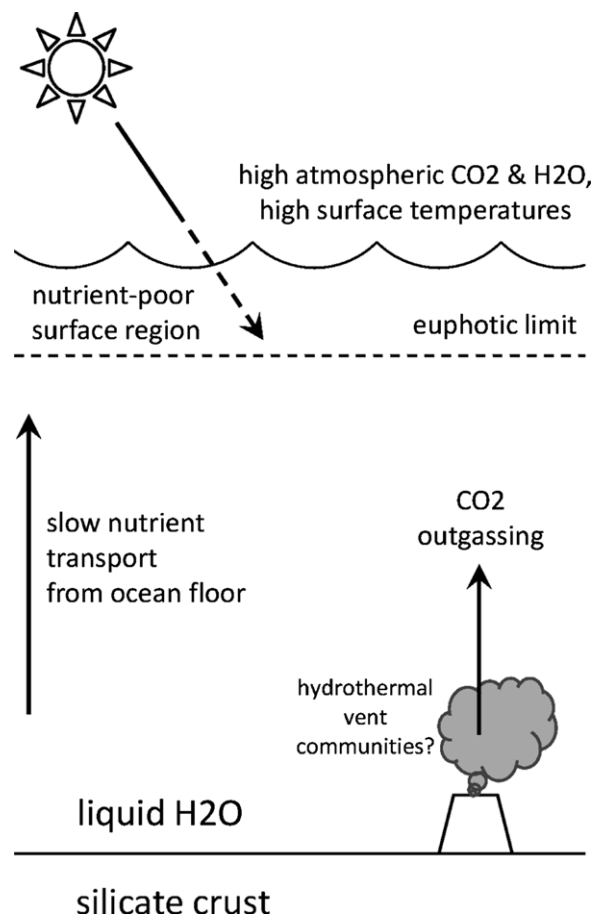 high atmospheric CO2 & H2O,
high surface temperatures
nutrient-poor
surface region
euphotic limit
slow nutrient
transport
from ocean floor
CO2
outgassing
hydrothermal
vent
communities?
liquid H2O
silicate crust